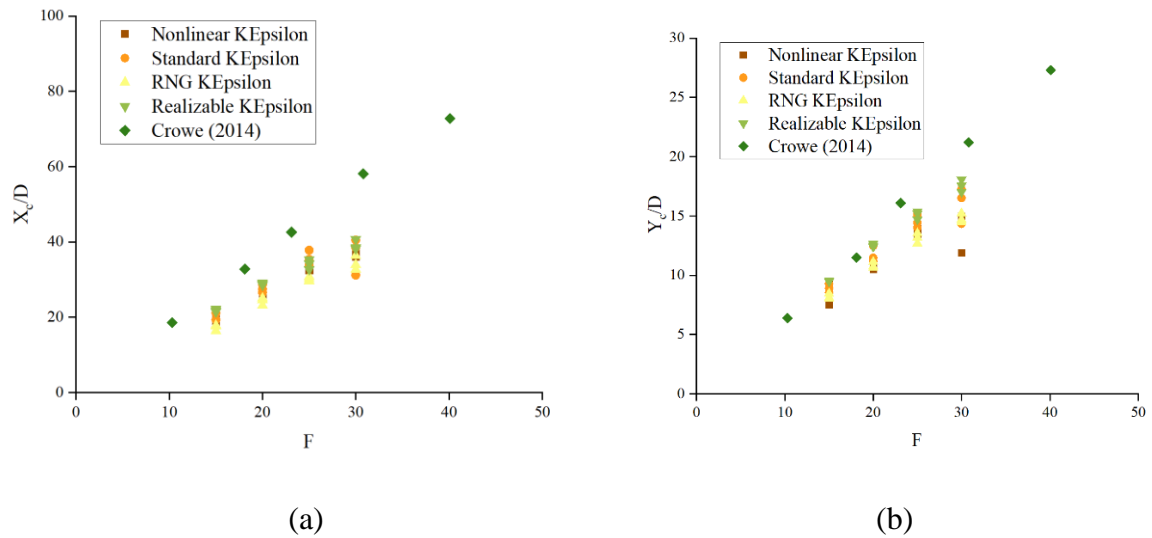 100
80
60
40
20
0
X_c/D
Nonlinear KEpsilon
Standard KEpsilon
RNG KEpsilon
Realizable KEpsilon
Crowe (2014)
0 10 20 30 40 50
F
(a)
30
25
20
15
10
5
0
Y_c/D
Nonlinear KEpsilon
Standard KEpsilon
RNG KEpsilon
Realizable KEpsilon
Crowe (2014)
0 10 20 30 40 50
F
(b)